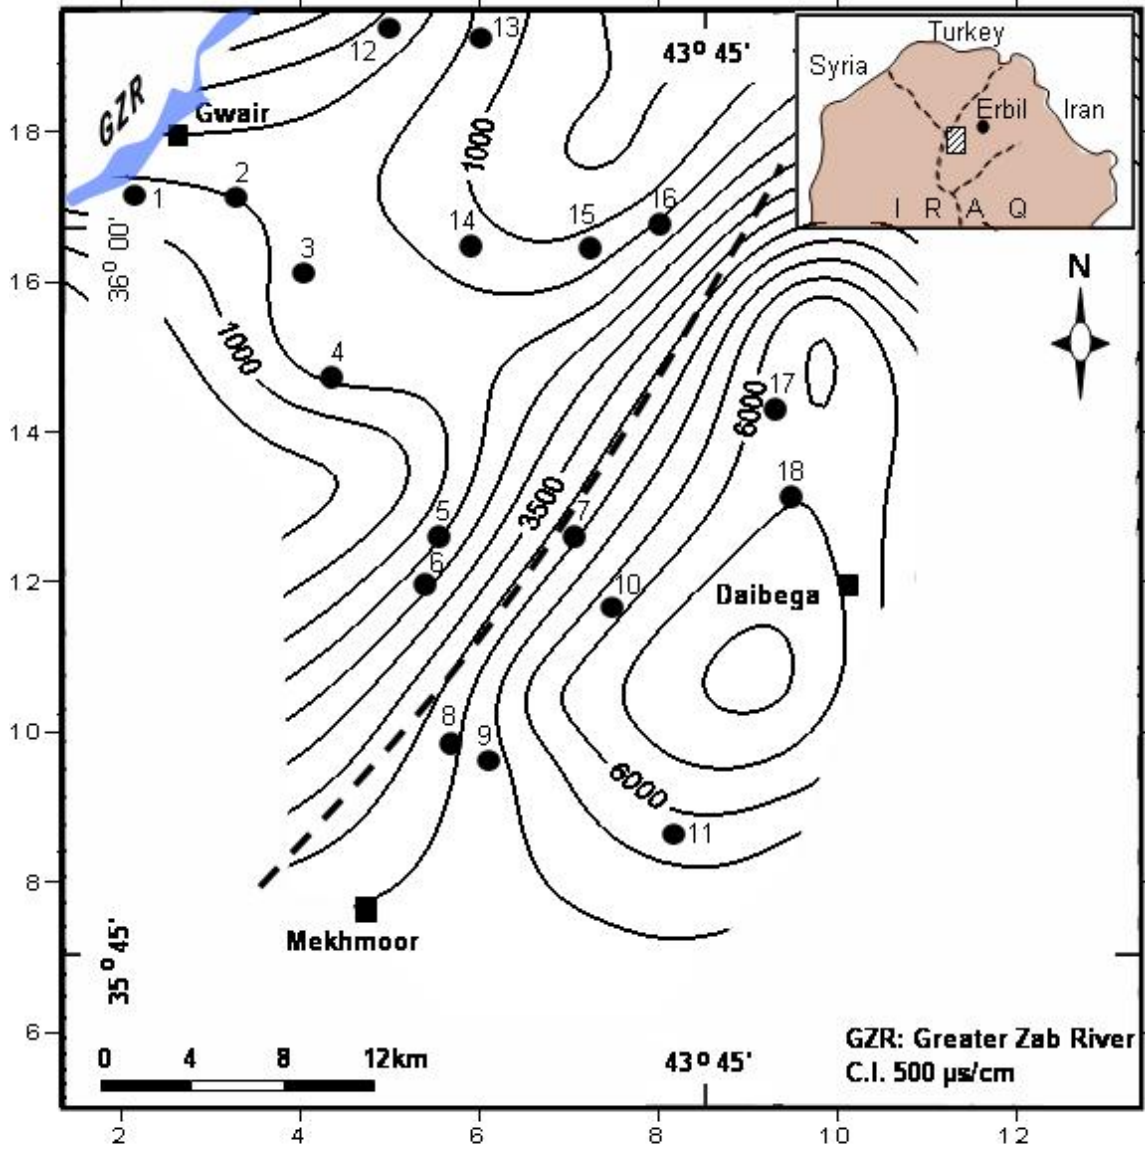 12
13
43° 45'
Turkey
Syria
Erbil
Iran
I R A Q
GZR
Gwair
18
1000
2
1
16
14
15
36° 00'
3
16
N
1000
4
17
6000
14
18
3500
5
7
6
12
10
Daibega
10
8
9
6000
11
8
Mekhmoor
35° 45'
6
0 4 8 12km
43° 45'
GZR: Greater Zab River
C.I. 500 µs/cm
2 4 6 8 10 12